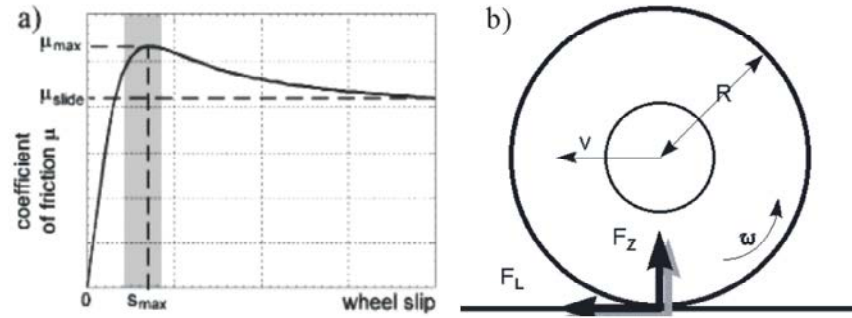 a)
μmax
μslide
coefficient
of friction μ
0
smax
wheel slip
b)
R
v
ω
FZ
FL